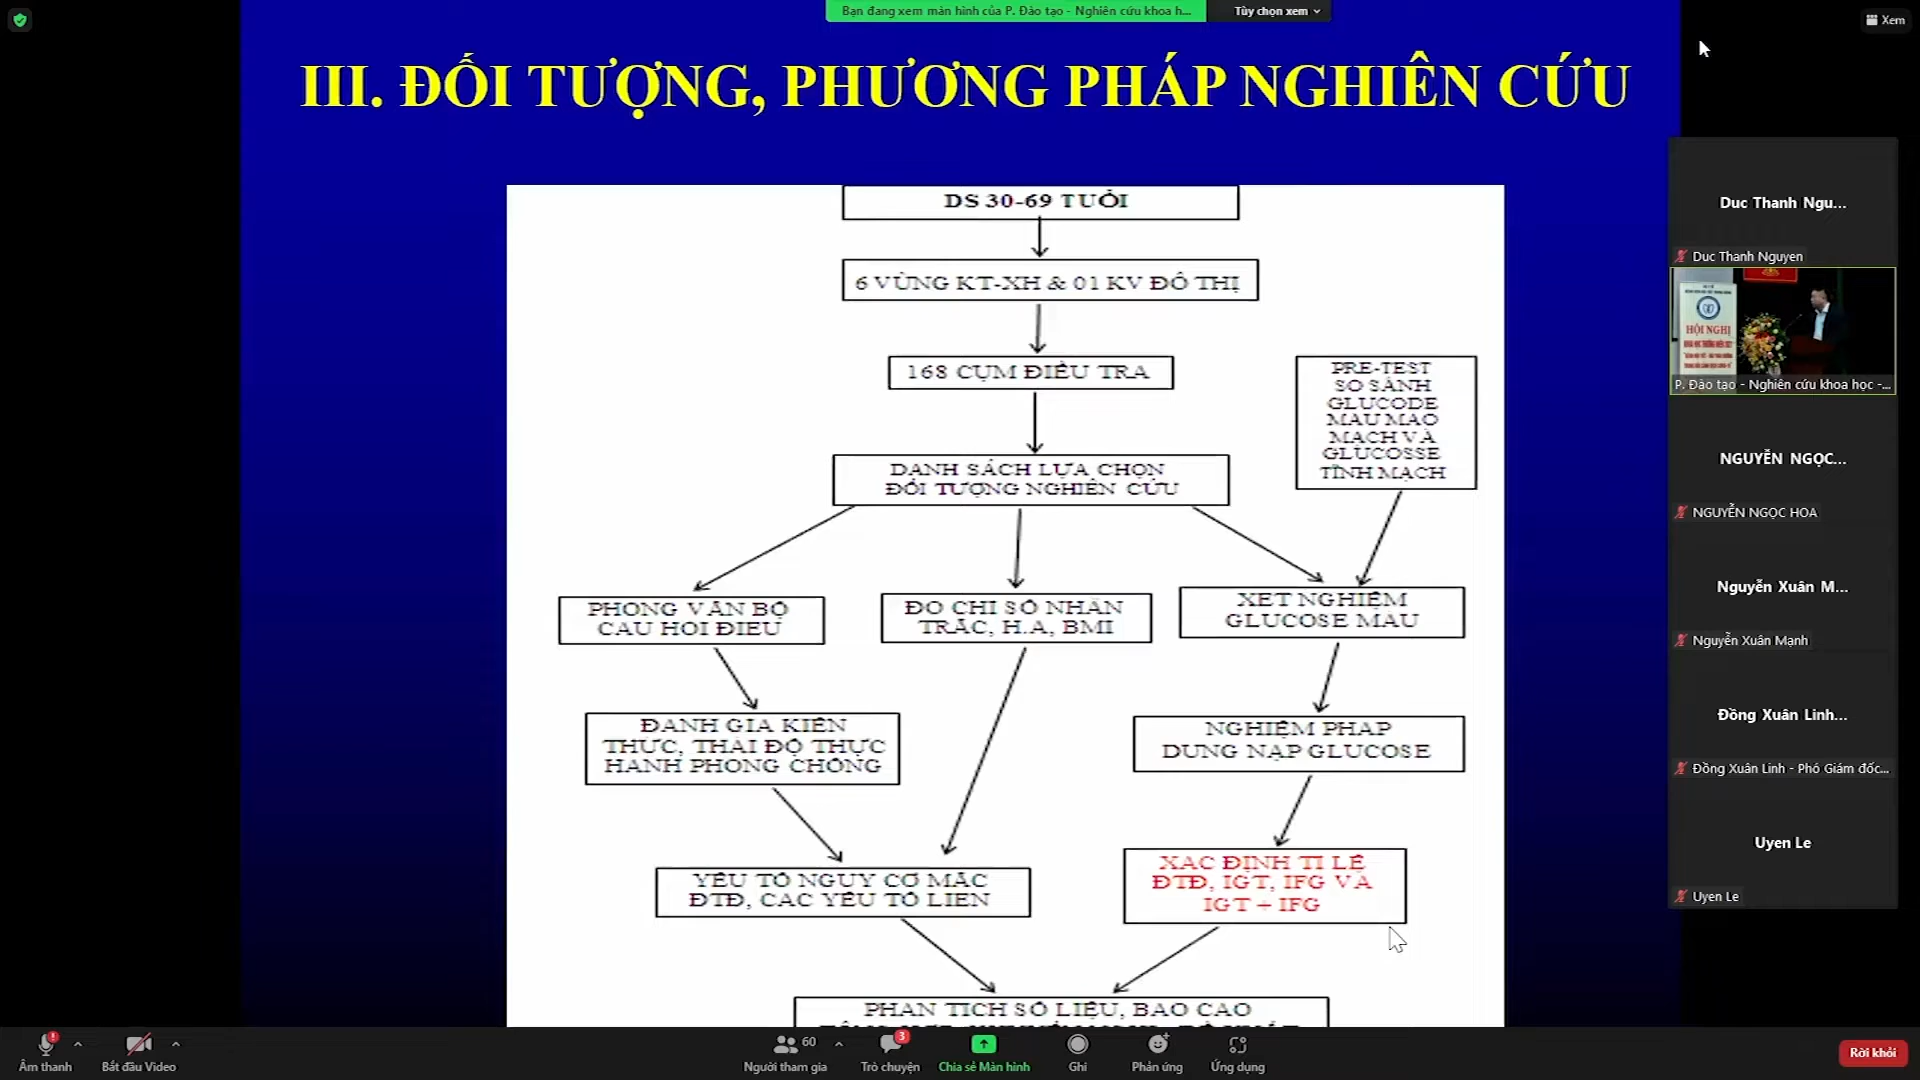 Bạn đang xem màn hình của P. Đào tạo - Nghiên cứu khoa h...
Tùy chọn xem
Xem
III. ĐỐI TƯỢNG, PHƯƠNG PHÁP NGHIÊN CỨU
DS 30-69 TUỔI
6 VÙNG KT-XH & 01 KV ĐÔ THỊ
168 CỤM ĐIỀU TRA
PRE-TEST
SO SÁNH
GLUCODE
MÁU MAO
MẠCH VÀ
GLUCOSSE
TĨNH MẠCH
DANH SÁCH LỰA CHỌN
ĐỐI TƯỢNG NGHIÊN CỨU
PHỎNG VẤN BỘ
CÂU HỎI ĐIỀU
ĐO CHỈ SỐ NHÂN
TRẮC, H.A, BMI
XÉT NGHIỆM
GLUCOSE MÁU
ĐÁNH GIÁ KIẾN
THỨC, THÁI ĐỘ THỰC
HÀNH PHÒNG CHỐNG
NGHIỆM PHÁP
DUNG NẠP GLUCOSE
YẾU TỐ NGUY CƠ MẮC
ĐTĐ, CÁC YẾU TỐ LIÊN
XÁC ĐỊNH TỈ LỆ
ĐTĐ, IGT, IFG VÀ
IGT + IFG
PHÂN TÍCH SỐ LIỆU, BÁO CÁO
Duc Thanh Ngu...
Duc Thanh Nguyen
HỘI NGHỊ
P. Đào tạo - Nghiên cứu khoa học -...
NGUYỄN NGỌC...
NGUYỄN NGỌC HOA
Nguyễn Xuân M...
Nguyễn Xuân Mạnh
Đồng Xuân Linh...
Đồng Xuân Linh - Phó Giám đốc...
Uyen Le
Uyen Le
Âm thanh
Bắt đầu Video
60
Người tham gia
3
Trò chuyện
Chia sẻ Màn hình
Ghi
Phản ứng
Ứng dụng
Rời khỏi